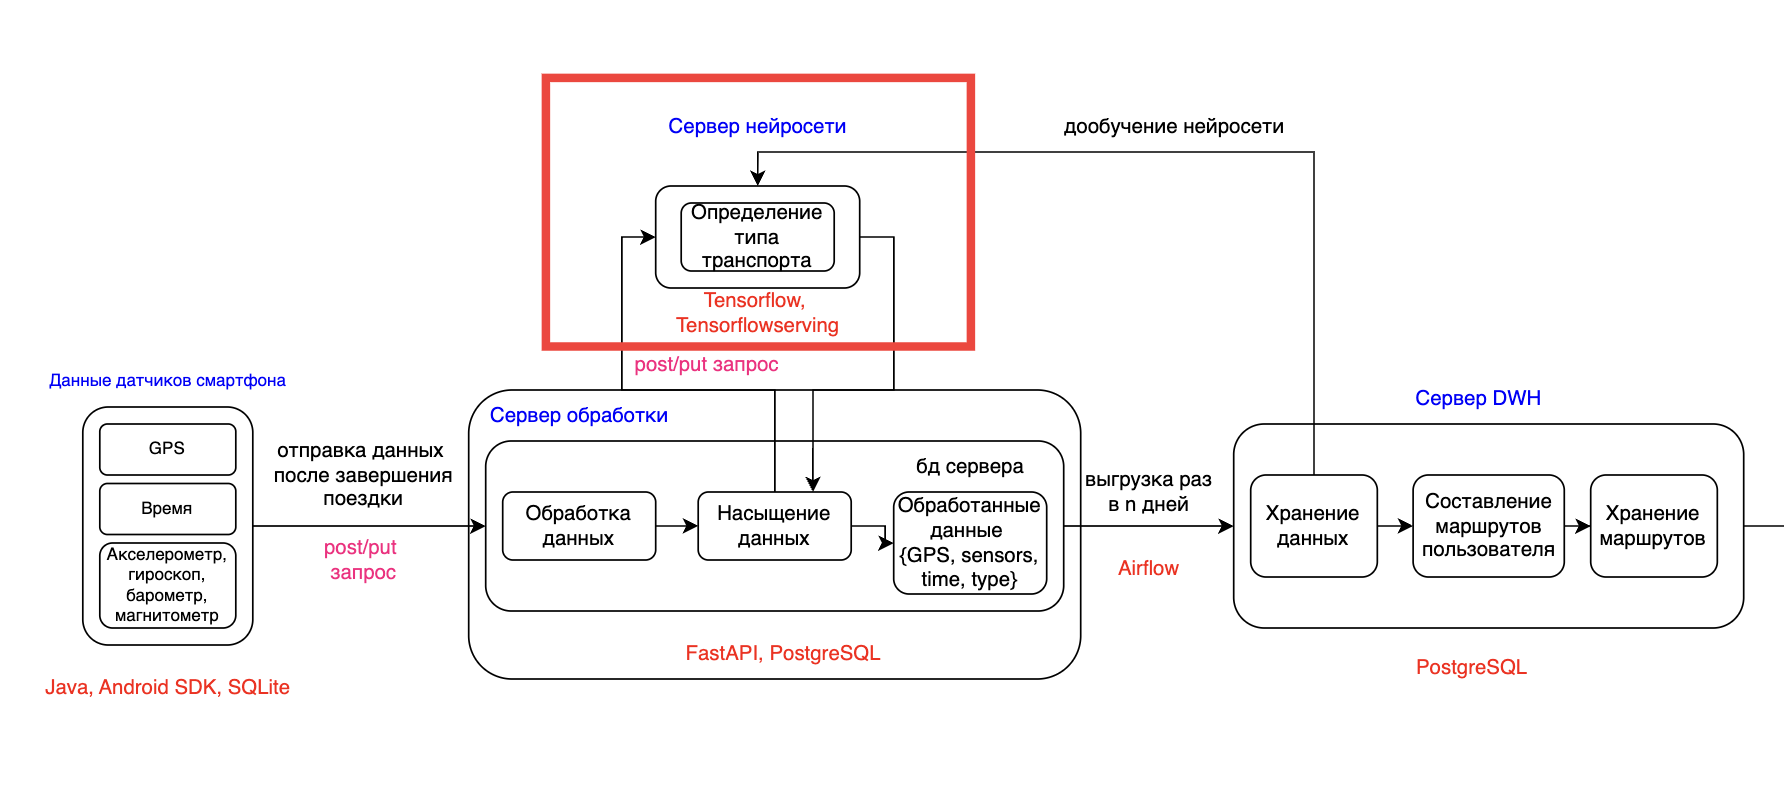 Сервер нейросети
дообучение нейросети
Определение
типа
транспорта
Tensorflow,
Tensorflowserving
post/put запрос
Данные датчиков смартфона
GPS
Время
Акселерометр,
гироскоп,
барометр,
магнитометр
Java, Android SDK, SQLite
отправка данных
после завершения
поездки
post/put
запрос
Сервер обработки
Обработка
данных
Насыщение
данных
бд сервера
Обработанные
данные
{GPS, sensors,
time, type}
FastAPI, PostgreSQL
выгрузка раз
в n дней
Airflow
Сервер DWH
Хранение
данных
Составление
маршрутов
пользователя
Хранение
маршрутов
PostgreSQL